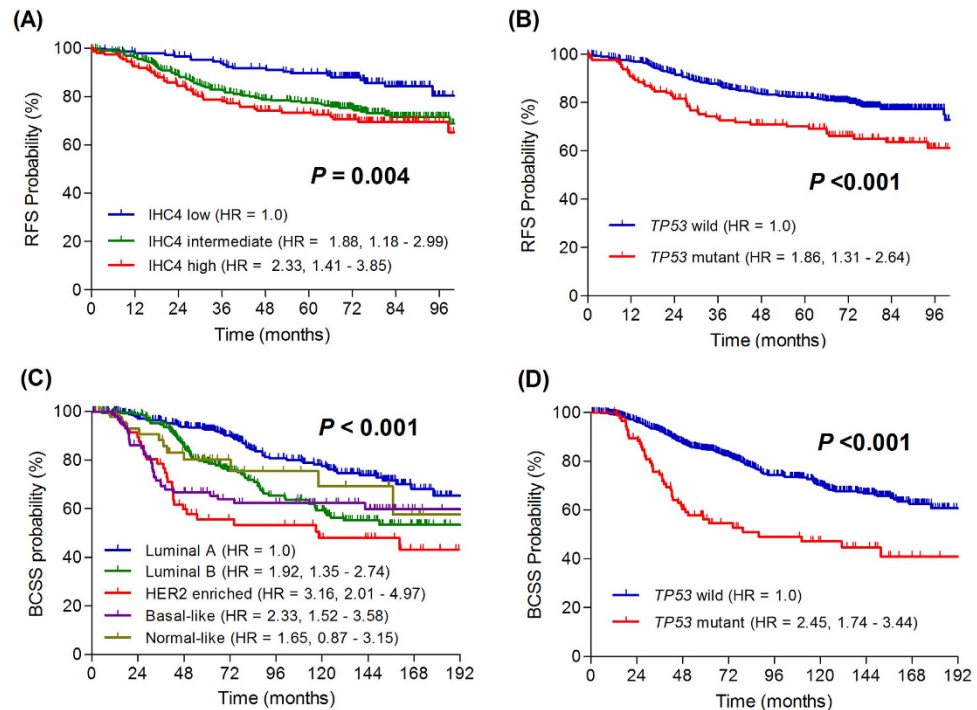 (A)
RFS Probability (%)
100
80
60
40
20
0
P = 0.004
IHC4 low (HR = 1.0)
IHC4 intermediate (HR = 1.88, 1.18 - 2.99)
IHC4 high (HR = 2.33, 1.41 - 3.85)
0 12 24 36 48 60 72 84 96
Time (months)
(B)
RFS Probability (%)
100
80
60
40
20
0
P <0.001
TP53 wild (HR = 1.0)
TP53 mutant (HR = 1.86, 1.31 - 2.64)
0 12 24 36 48 60 72 84 96
Time (months)
(C)
BCSS probability (%)
100
80
60
40
20
0
P < 0.001
Luminal A (HR = 1.0)
Luminal B (HR = 1.92, 1.35 - 2.74)
HER2 enriched (HR = 3.16, 2.01 - 4.97)
Basal-like (HR = 2.33, 1.52 - 3.58)
Normal-like (HR = 1.65, 0.87 - 3.15)
0 24 48 72 96 120 144 168 192
Time (months)
(D)
BCSS Probability (%)
100
80
60
40
20
0
P <0.001
TP53 wild (HR = 1.0)
TP53 mutant (HR = 2.45, 1.74 - 3.44)
0 24 48 72 96 120 144 168 192
Time (months)